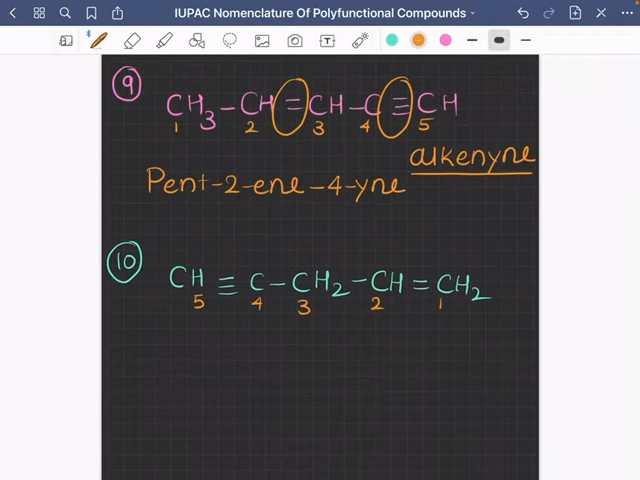 IUPAC Nomenclature Of Polyfunctional Compounds
9
CH3 – CH = CH – C ≡ CH
1 2 3 4 5
alkenyne
Pent-2-ene-4-yne
10
CH ≡ C – CH2 – CH = CH2
5 4 3 2 1